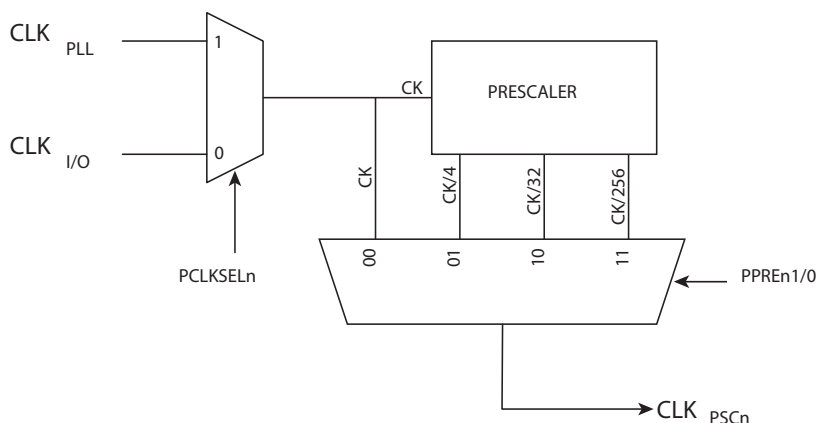 CLK PLL
1
CK
PRESCALER
CLK I/O
0
CK
CK/4
CK/32
CK/256
00
01
10
11
PCLKSELn
PPREn1/0
CLK PSCn